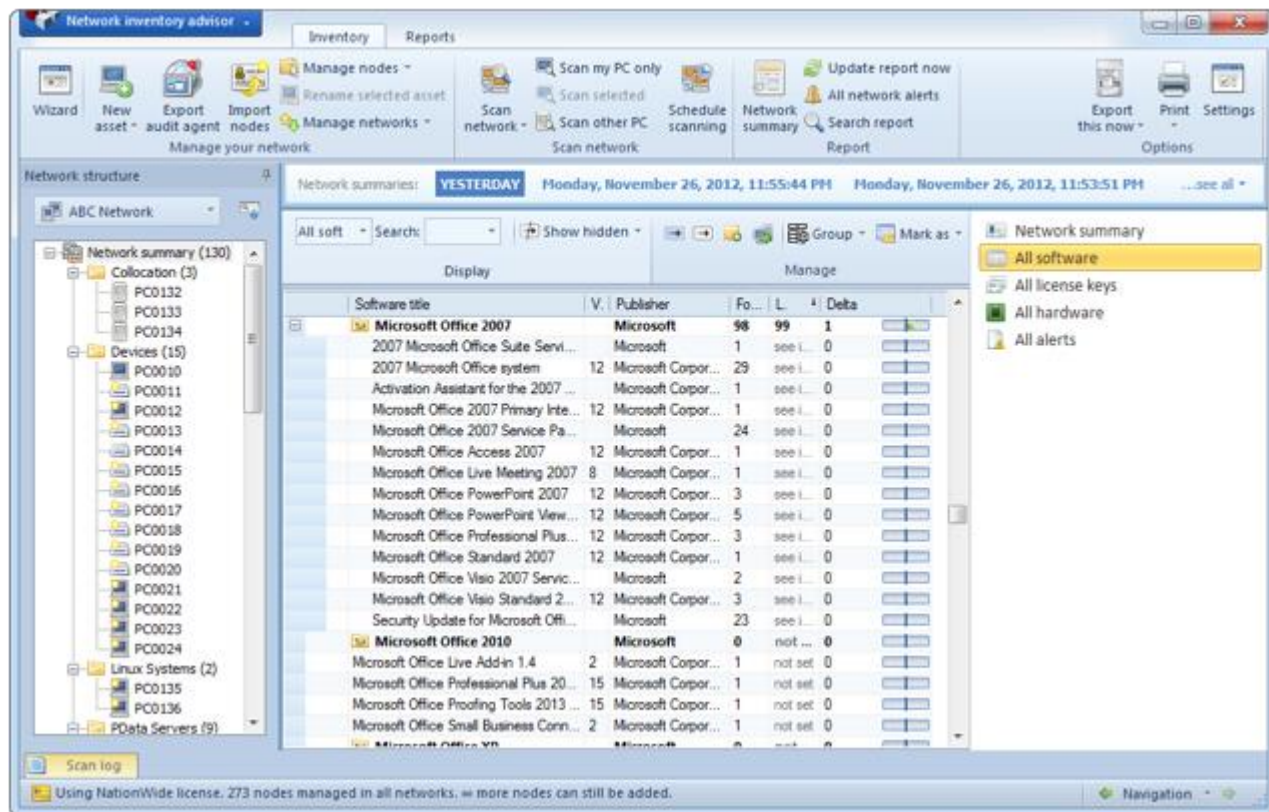 Network inventory advisor
Inventory Reports
Wizard
New asset
Export audit agent
Import nodes
Manage nodes
Rename selected asset
Manage networks
Manage your network
Scan network
Scan my PC only
Scan selected
Scan other PC
Schedule scanning
Scan network
Network summary
Update report now
All network alerts
Search report
Report
Export this now
Print
Settings
Options
Network structure
ABC Network
Network summary (130)
Collocation (3)
PC0132
PC0133
PC0134
Devices (15)
PC0010
PC0011
PC0012
PC0013
PC0014
PC0015
PC0016
PC0017
PC0018
PC0019
PC0020
PC0021
PC0022
PC0023
PC0024
Linux Systems (2)
PC0135
PC0136
PData Servers (9)
Network summaries: YESTERDAY Monday, November 26, 2012, 11:55:44 PM Monday, November 26, 2012, 11:53:51 PM ...see all
All soft Search: Show hidden Group Mark as
Display Manage
Software title V. Publisher Fo... L. Delta
Microsoft Office 2007 Microsoft 98 99 1
2007 Microsoft Office Suite Servi... Microsoft 1 see i... 0
2007 Microsoft Office system 12 Microsoft Corpor... 29 see i... 0
Activation Assistant for the 2007 ... Microsoft Corpor... 1 see i... 0
Microsoft Office 2007 Primary Inte... 12 Microsoft Corpor... 1 see i... 0
Microsoft Office 2007 Service Pa... Microsoft 24 see i... 0
Microsoft Office Access 2007 12 Microsoft Corpor... 1 see i... 0
Microsoft Office Live Meeting 2007 8 Microsoft Corpor... 1 see i... 0
Microsoft Office PowerPoint 2007 12 Microsoft Corpor... 3 see i... 0
Microsoft Office PowerPoint View... 12 Microsoft Corpor... 5 see i... 0
Microsoft Office Professional Plus... 12 Microsoft Corpor... 3 see i... 0
Microsoft Office Standard 2007 12 Microsoft Corpor... 1 see i... 0
Microsoft Office Visio 2007 Servic... Microsoft 2 see i... 0
Microsoft Office Visio Standard 2... 12 Microsoft Corpor... 3 see i... 0
Security Update for Microsoft Offi... Microsoft 23 see i... 0
Microsoft Office 2010 Microsoft 0 not ... 0
Microsoft Office Live Add-in 1.4 2 Microsoft Corpor... 1 not set 0
Microsoft Office Professional Plus 20... 15 Microsoft Corpor... 1 not set 0
Microsoft Office Proofing Tools 2013 ... 15 Microsoft Corpor... 1 not set 0
Microsoft Office Small Business Conn... 2 Microsoft Corpor... 1 not set 0
Microsoft Office XP Microsoft 0 not ... 0
Network summary
All software
All license keys
All hardware
All alerts
Scan log
Using NationWide license. 273 nodes managed in all networks. ∞ more nodes can still be added.
Navigation